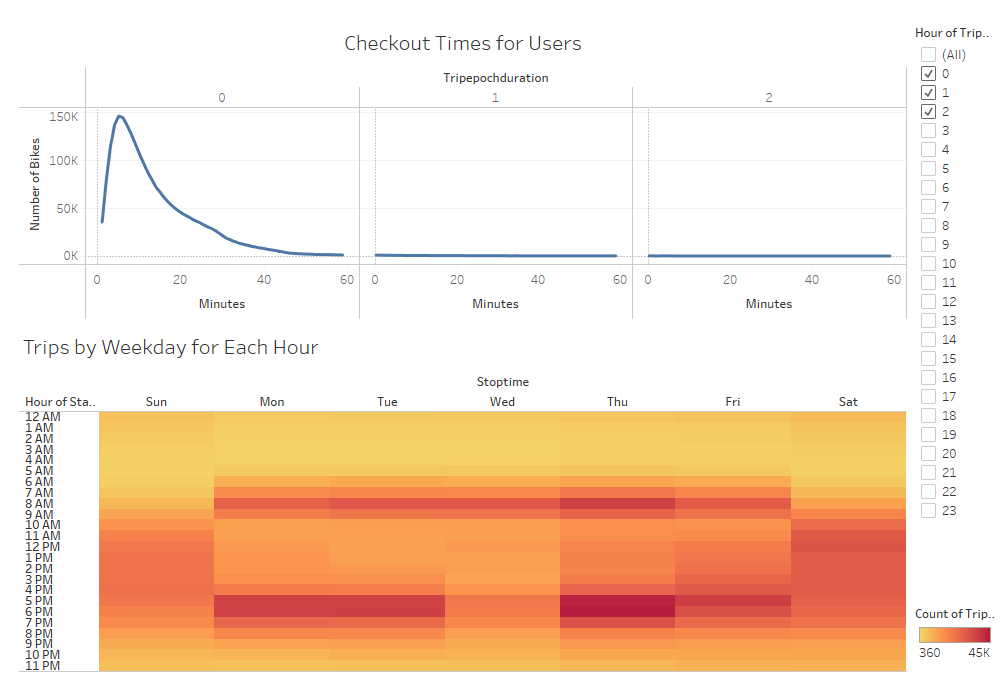 Checkout Times for Users
Tripepochduration
0 1 2
Number of Bikes
150K
100K
50K
0K
0 20 40 60 0 20 40 60 0 20 40 60
Minutes Minutes Minutes
Trips by Weekday for Each Hour
Stoptime
Hour of Sta.. Sun Mon Tue Wed Thu Fri Sat
12 AM
1 AM
2 AM
3 AM
4 AM
5 AM
6 AM
7 AM
8 AM
9 AM
10 AM
11 AM
12 PM
1 PM
2 PM
3 PM
4 PM
5 PM
6 PM
7 PM
8 PM
9 PM
10 PM
11 PM
Hour of Trip..
(All)
0
1
2
3
4
5
6
7
8
9
10
11
12
13
14
15
16
17
18
19
20
21
22
23
Count of Trip..
360 45K